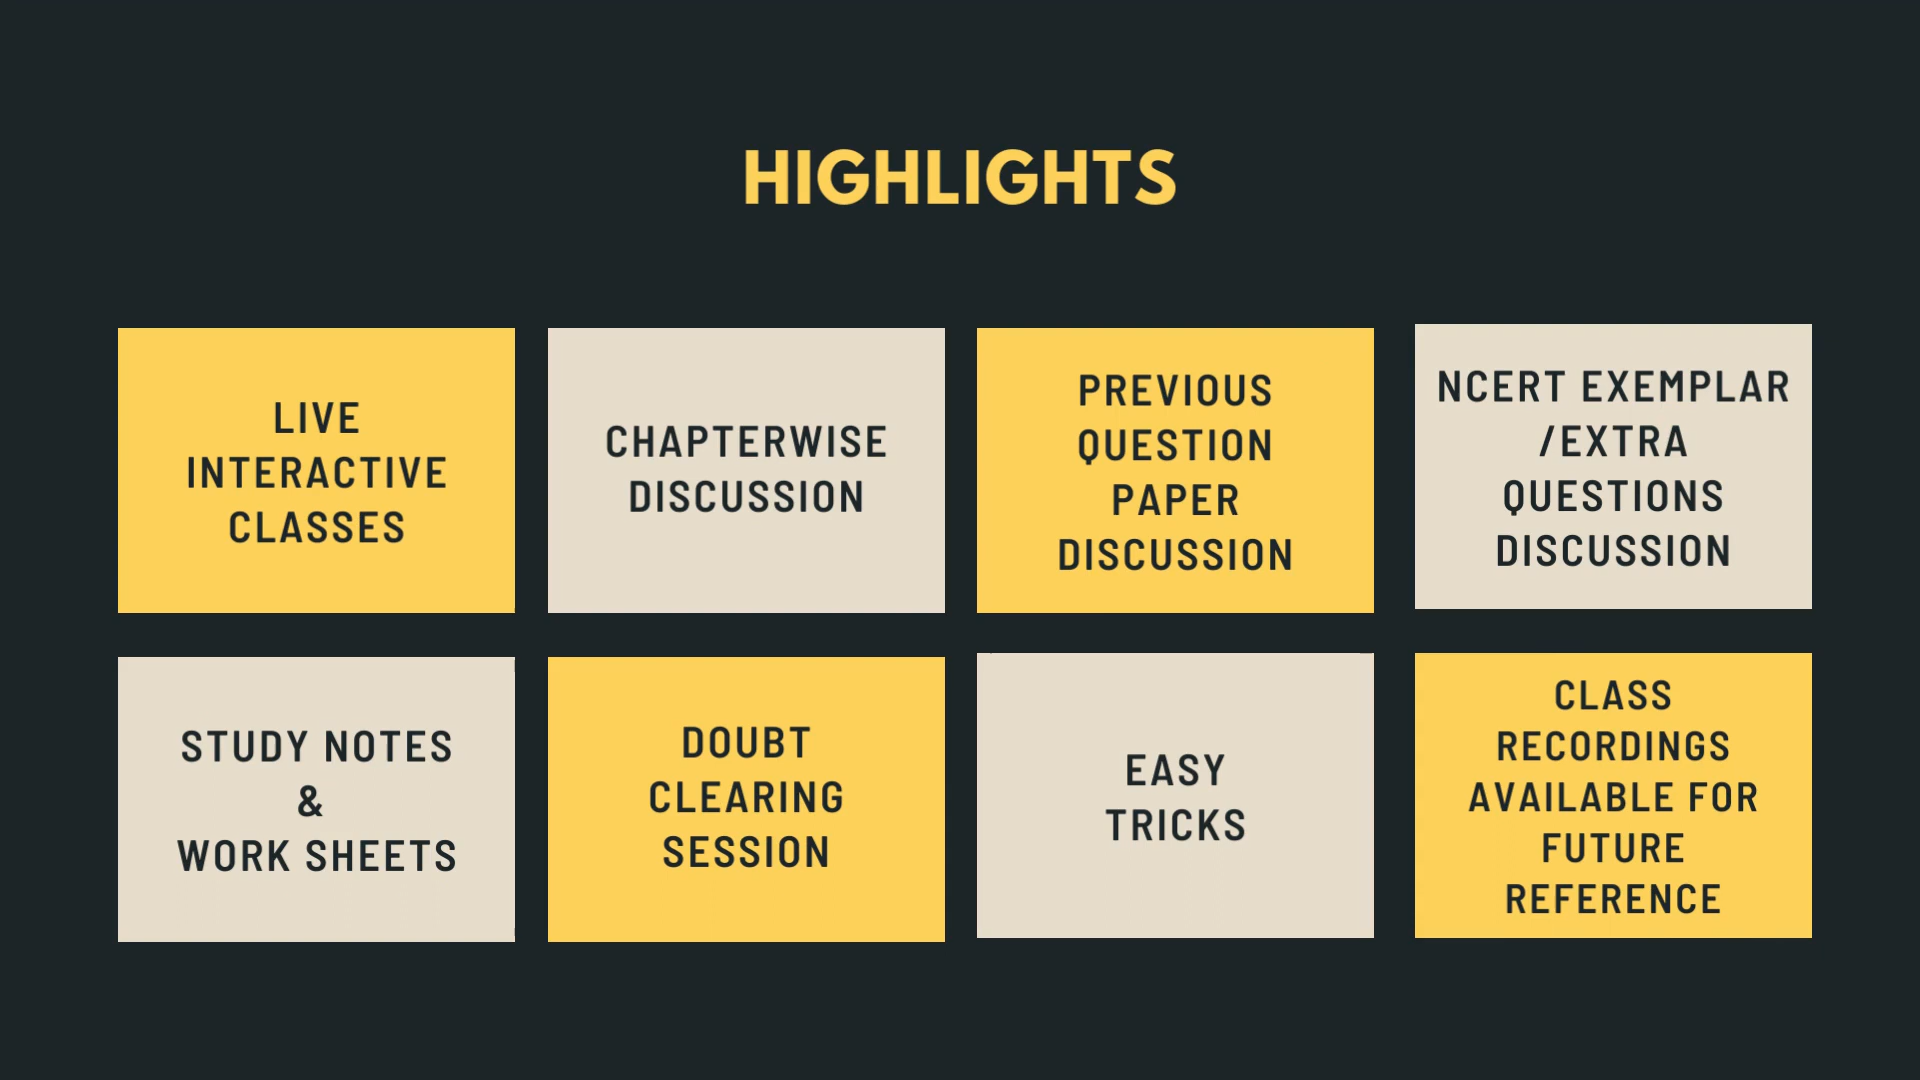 HIGHLIGHTS
LIVE
INTERACTIVE
CLASSES
CHAPTERWISE
DISCUSSION
PREVIOUS
QUESTION
PAPER
DISCUSSION
NCERT EXEMPLAR
/EXTRA
QUESTIONS
DISCUSSION
STUDY NOTES
&
WORK SHEETS
DOUBT
CLEARING
SESSION
EASY
TRICKS
CLASS
RECORDINGS
AVAILABLE FOR
FUTURE
REFERENCE